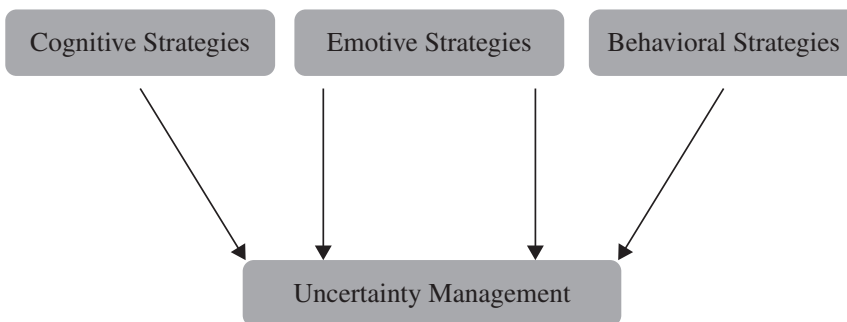 Cognitive Strategies
Emotive Strategies
Behavioral Strategies
Uncertainty Management